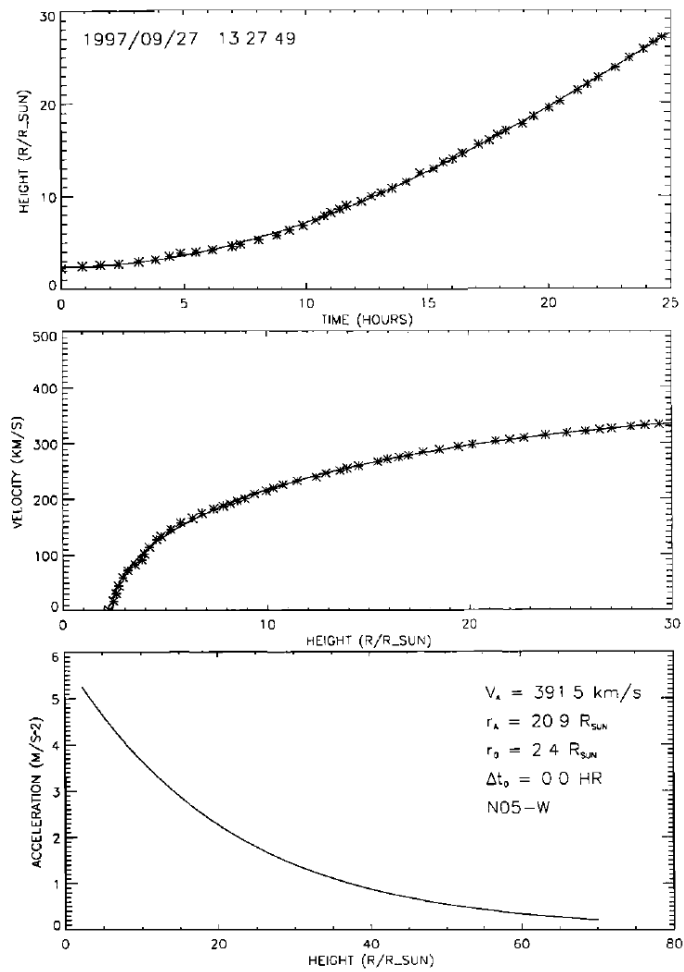 30
1997/09/27 13 27 49
20
10
0
HEIGHT (R/R_SUN)
0 5 10 15 20 25
TIME (HOURS)
500
400
300
200
100
0
VELOCITY (KM/S)
0 10 20 30
HEIGHT (R/R_SUN)
6
5
4
3
2
1
0
ACCELERATION (M/S^2)
V_A = 391 5 km/s
r_A = 20 9 R_SUN
r_0 = 2 4 R_SUN
Δt_0 = 0 0 HR
N05-W
0 20 40 60 80
HEIGHT (R/R_SUN)